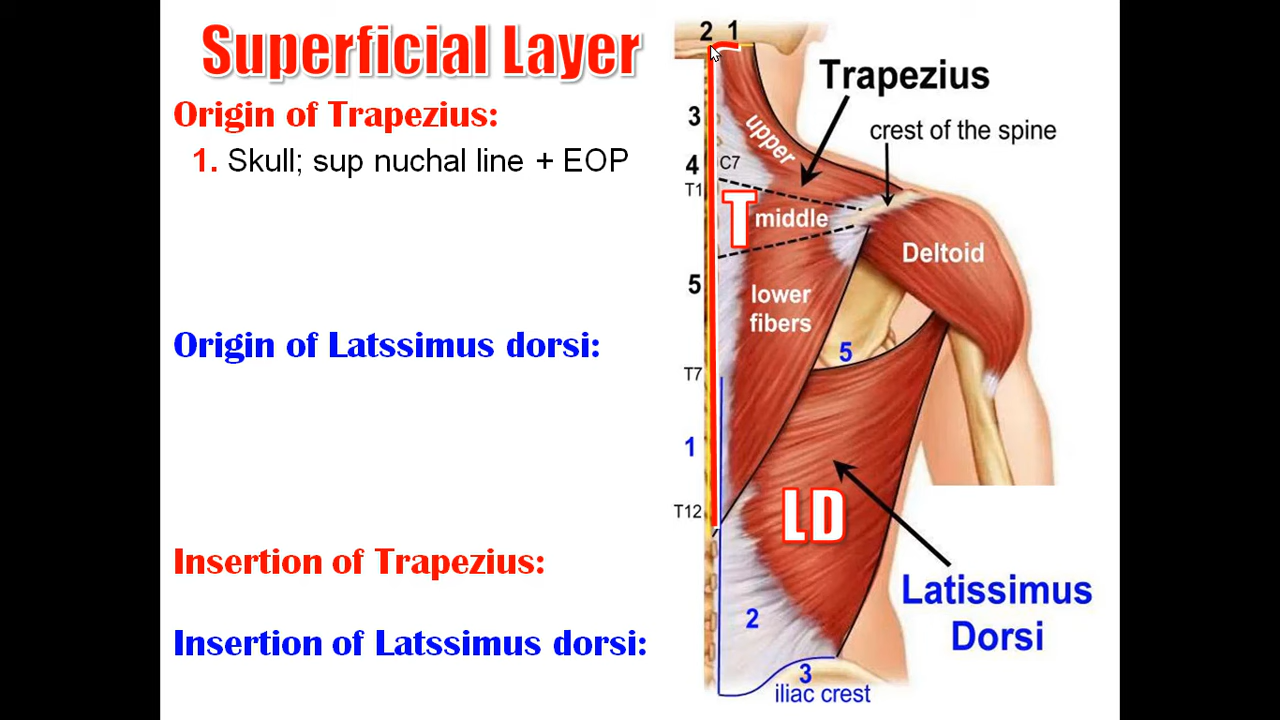 Superficial Layer
Origin of Trapezius:
1. Skull; sup nuchal line + EOP
Origin of Latssimus dorsi:
Insertion of Trapezius:
Insertion of Latssimus dorsi:
2 1
Trapezius
crest of the spine
3
upper
4
C7
T1
T
middle
Deltoid
5
lower
fibers
5
T7
1
T12
LD
Latissimus
Dorsi
2
3
iliac crest